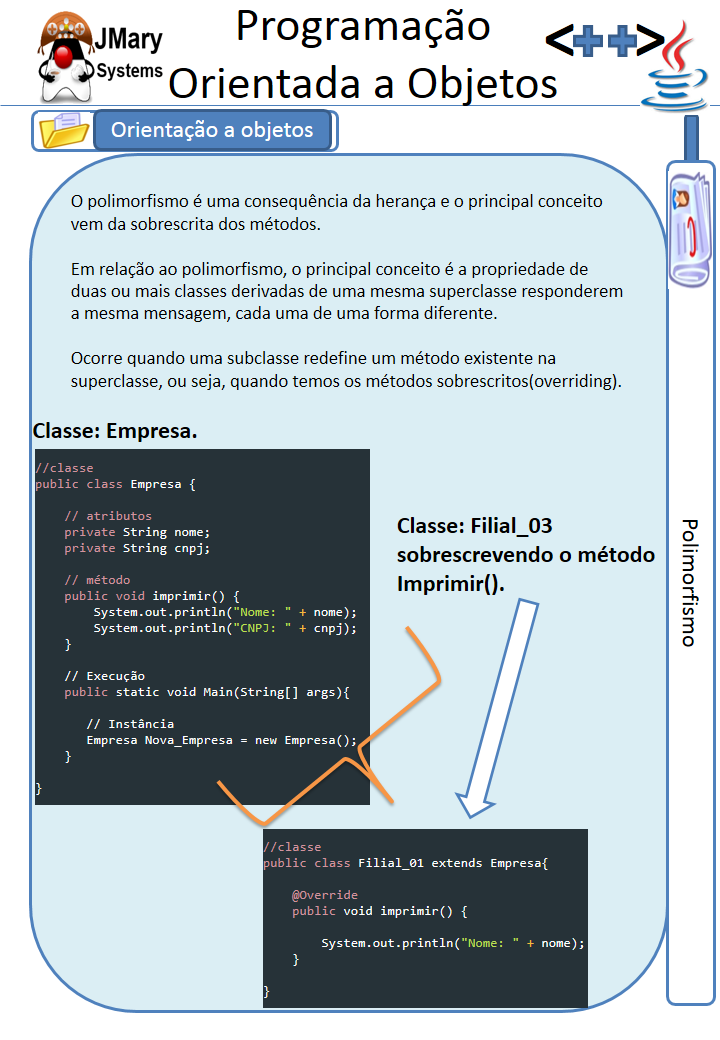 JMary
Systems
Programação
Orientada a Objetos
<++>
Orientação a objetos
O polimorfismo é uma consequência da herança e o principal conceito
vem da sobrescrita dos métodos.
Em relação ao polimorfismo, o principal conceito é a propriedade de
duas ou mais classes derivadas de uma mesma superclasse responderem
a mesma mensagem, cada uma de uma forma diferente.
Ocorre quando uma subclasse redefine um método existente na
superclasse, ou seja, quando temos os métodos sobrescritos(overriding).
Classe: Empresa.
//classe
public class Empresa {
// atributos
private String nome;
private String cnpj;
// método
public void imprimir() {
System.out.println("Nome: " + nome);
System.out.println("CNPJ: " + cnpj);
}
// Execução
public static void Main(String[] args){
// Instância
Empresa Nova_Empresa = new Empresa();
}
}
Classe: Filial_03
sobrescrevendo o método
Imprimir().
//classe
public class Filial_01 extends Empresa{
@Override
public void imprimir() {
System.out.println("Nome: " + nome);
}
}
Polimorfismo